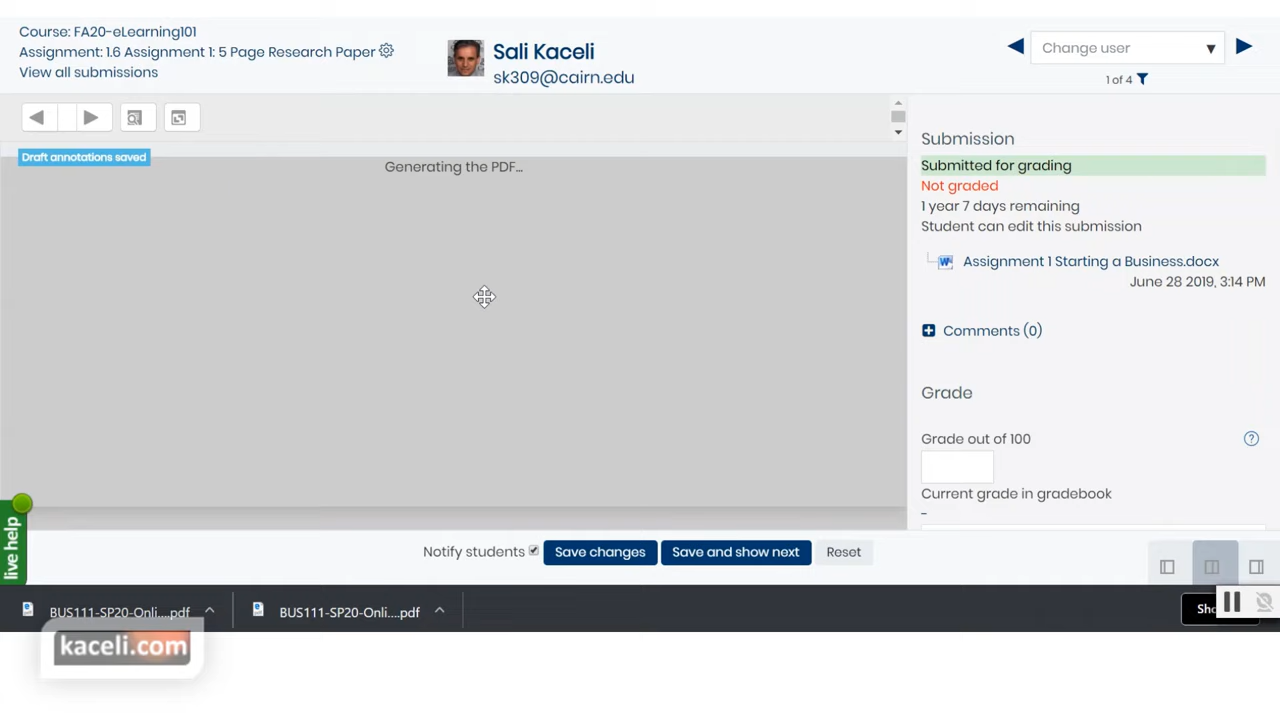 Course: FA20-eLearning101
Assignment: 1.6 Assignment 1: 5 Page Research Paper
View all submissions
Sali Kaceli
sk309@cairn.edu
Change user
1 of 4
Draft annotations saved
Generating the PDF...
Submission
Submitted for grading
Not graded
1 year 7 days remaining
Student can edit this submission
Assignment 1 Starting a Business.docx
June 28 2019, 3:14 PM
Comments (0)
Grade
Grade out of 100
Current grade in gradebook
-
live help
Notify students
Save changes
Save and show next
Reset
BUS111-SP20-Onli....pdf
BUS111-SP20-Onli....pdf
kaceli.com